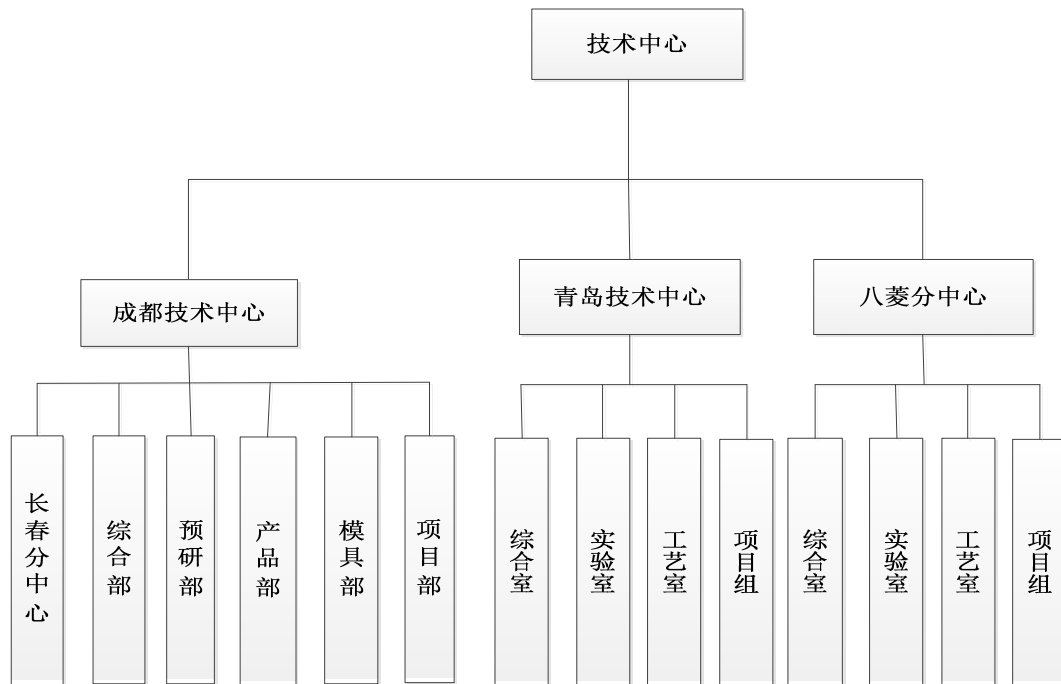 技术中心
成都技术中心
青岛技术中心
八菱分中心
长春分中心
综合部
预研部
产品部
模具部
项目部
综合室
实验室
工艺室
项目组
综合室
实验室
工艺室
项目组